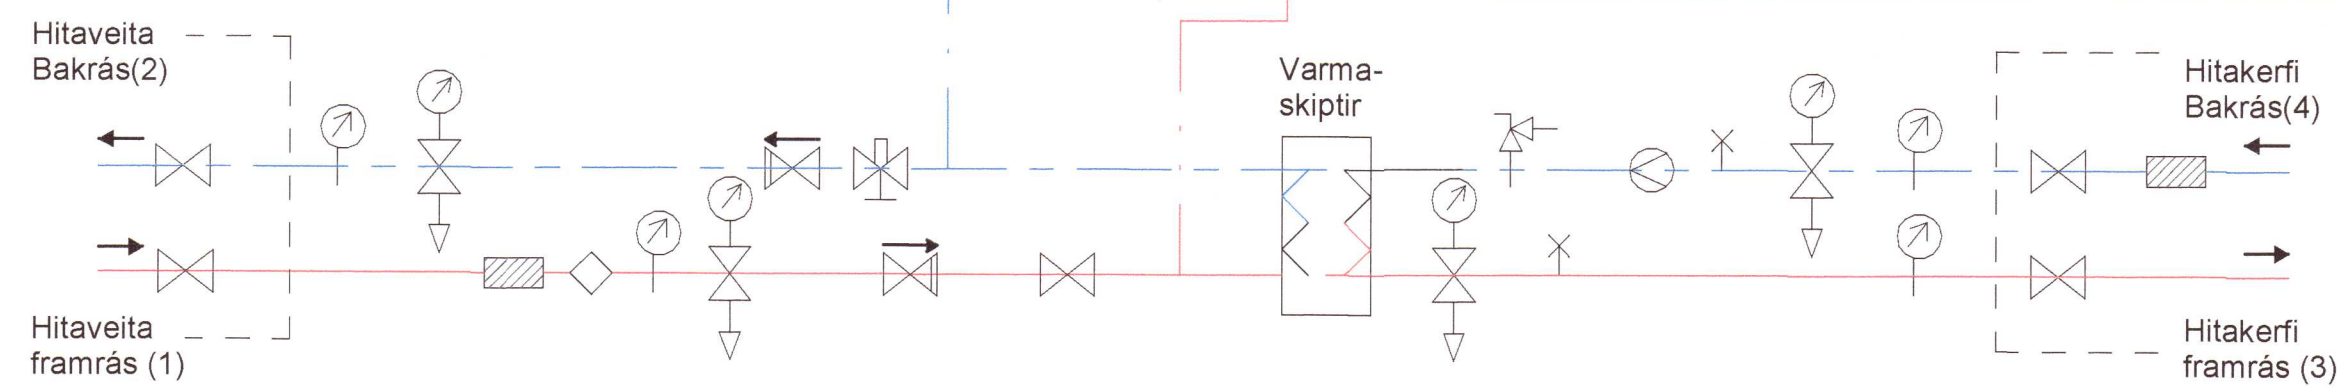 Hitaveita
Bakrás(2)
Varma-
skiptir
Hitakerfi
Bakrás(4)
Hitaveita
framrás (1)
Hitakerfi
framrás (3)